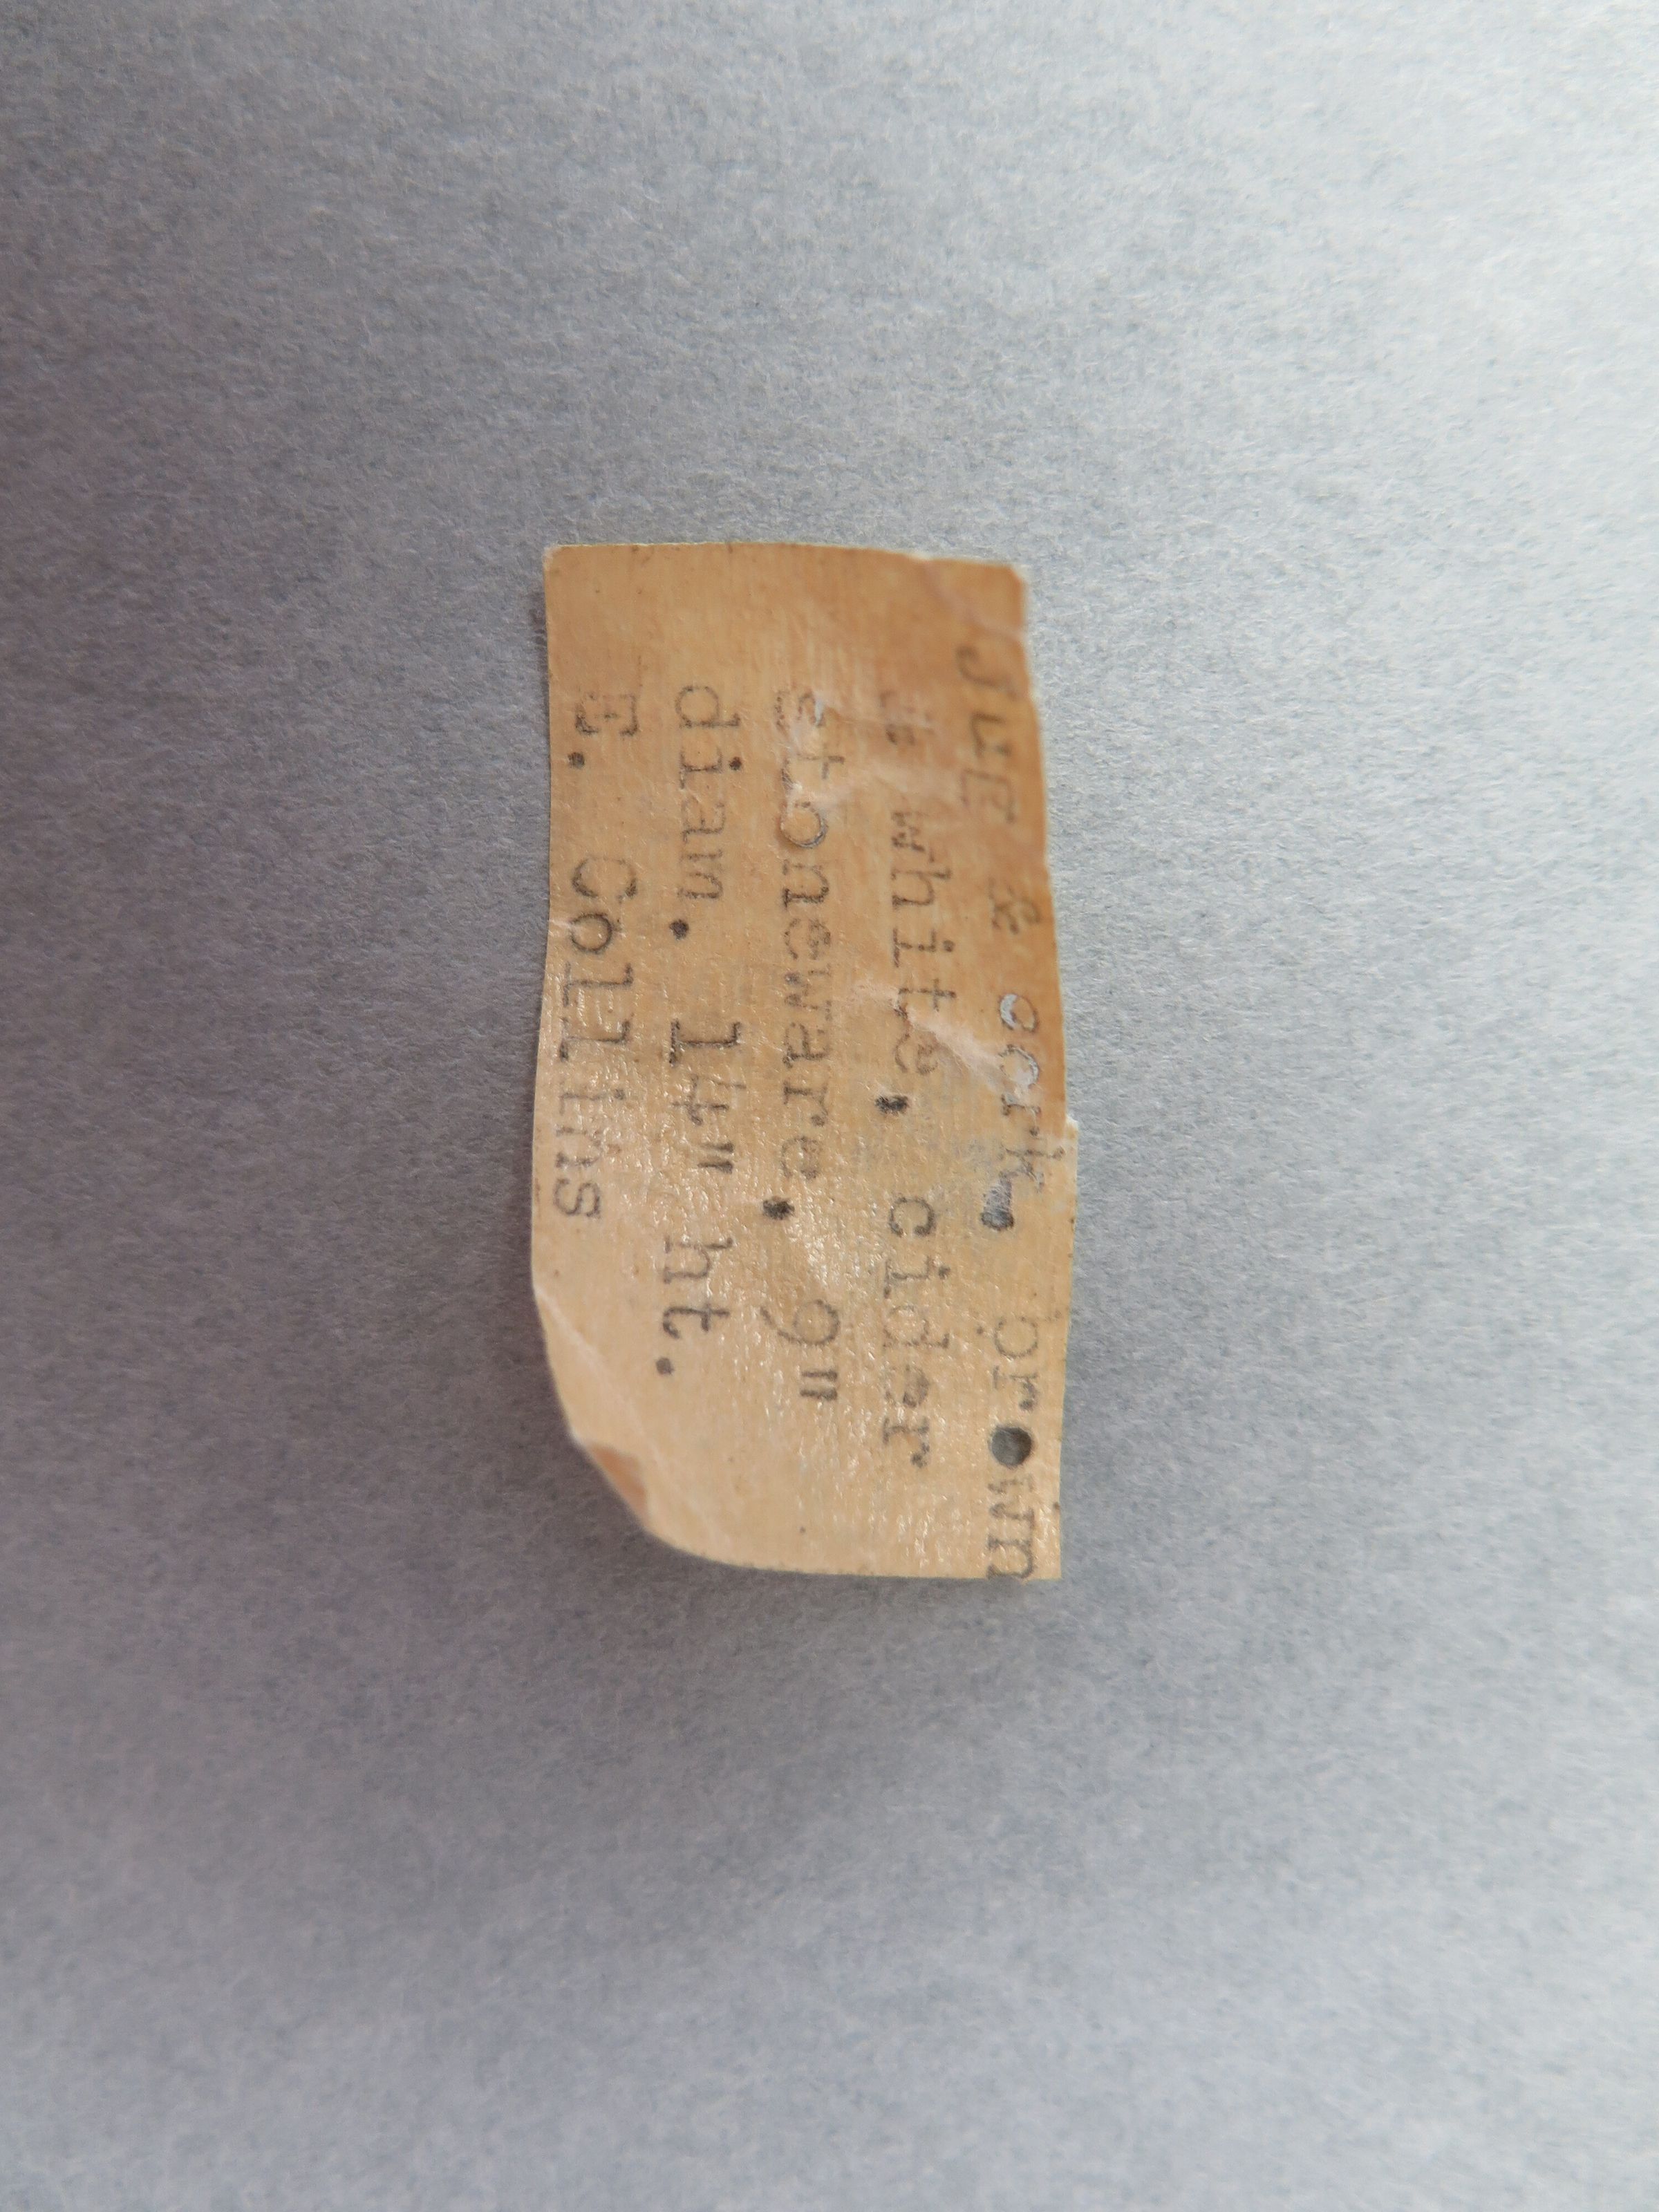 Jug & cork. brown
& white, cider
stoneware. 9"
diam. 14" ht.
E. Collins